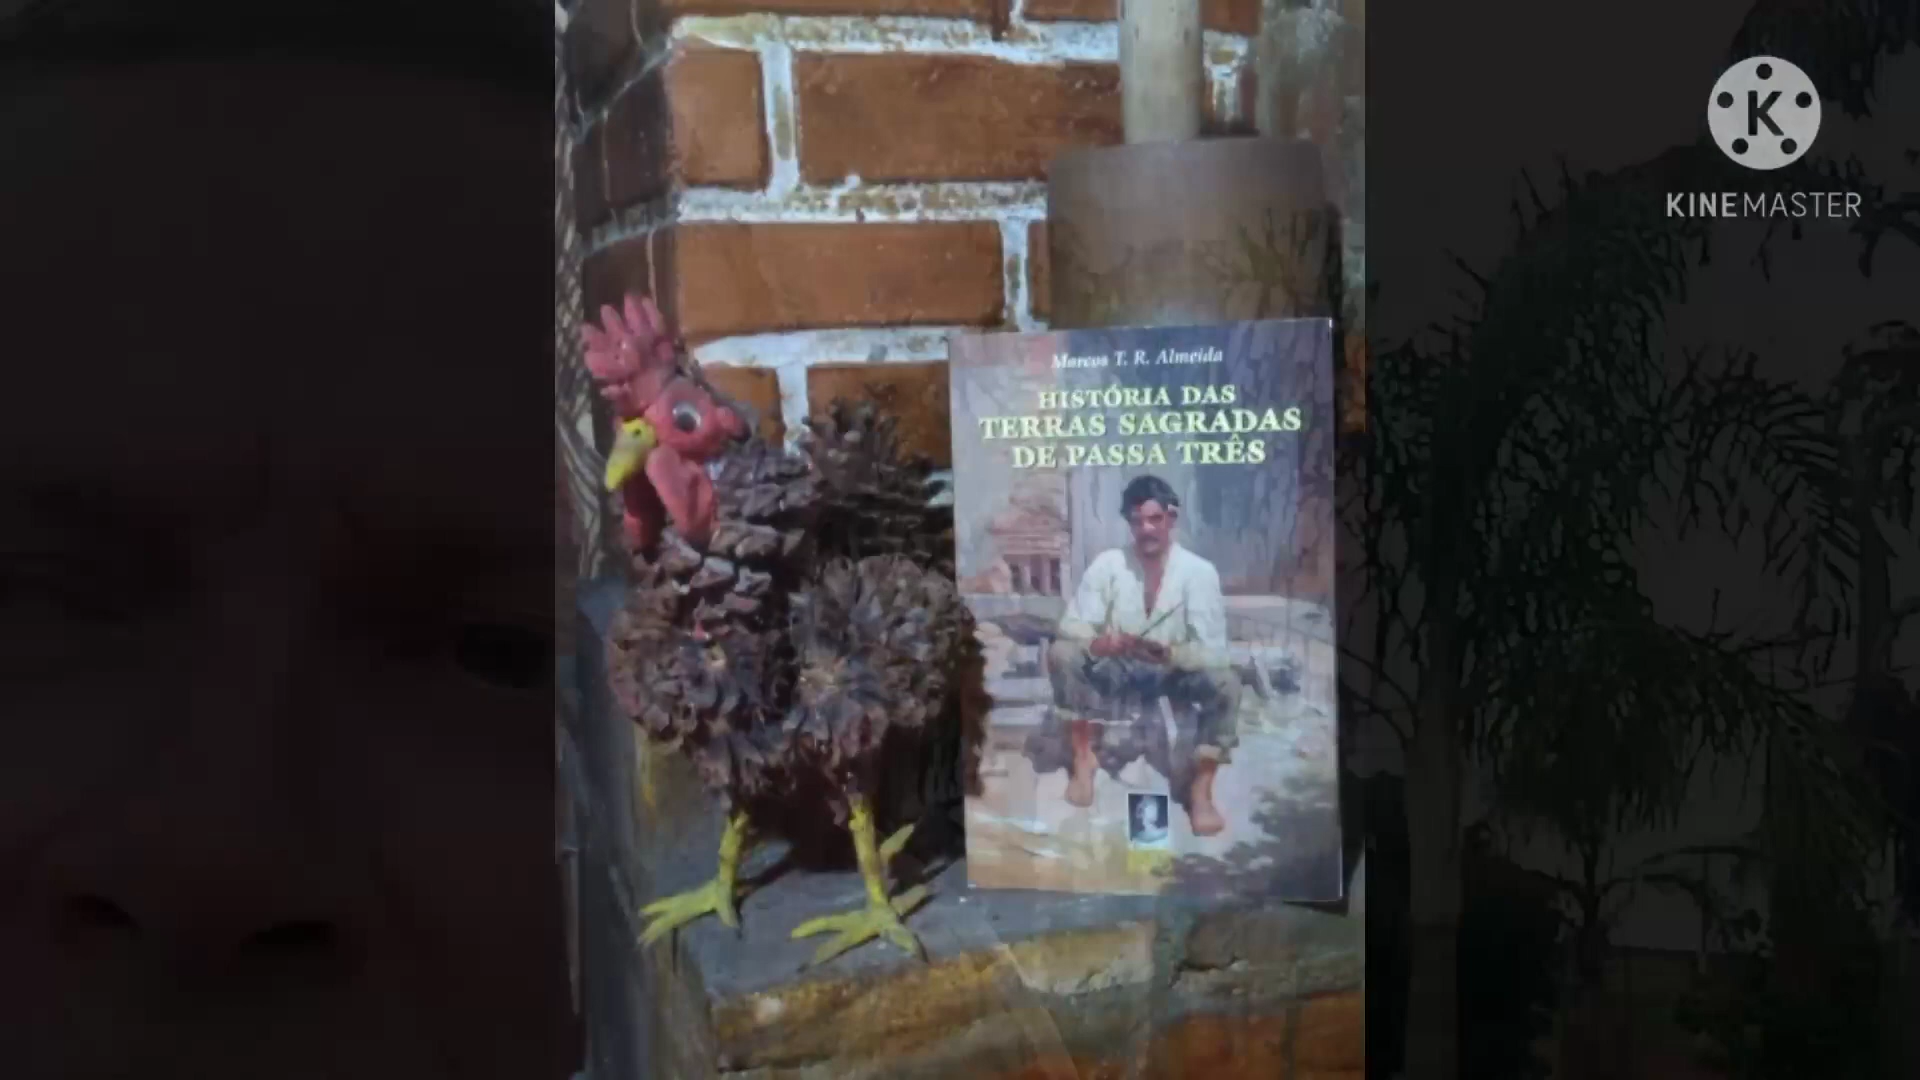 K
KINEMASTER
Marcos T. R. Almeida
HISTÓRIA DAS
TERRAS SAGRADAS
DE PASSA TRÊS